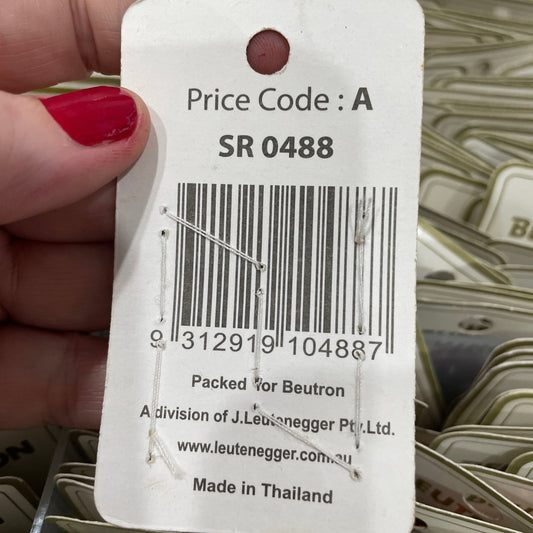 Price Code : A
SR 0488
9 312919 104887
Packed for Beutron
A division of J.Leutenegger Pty.Ltd.
www.leutenegger.com.au
Made in Thailand